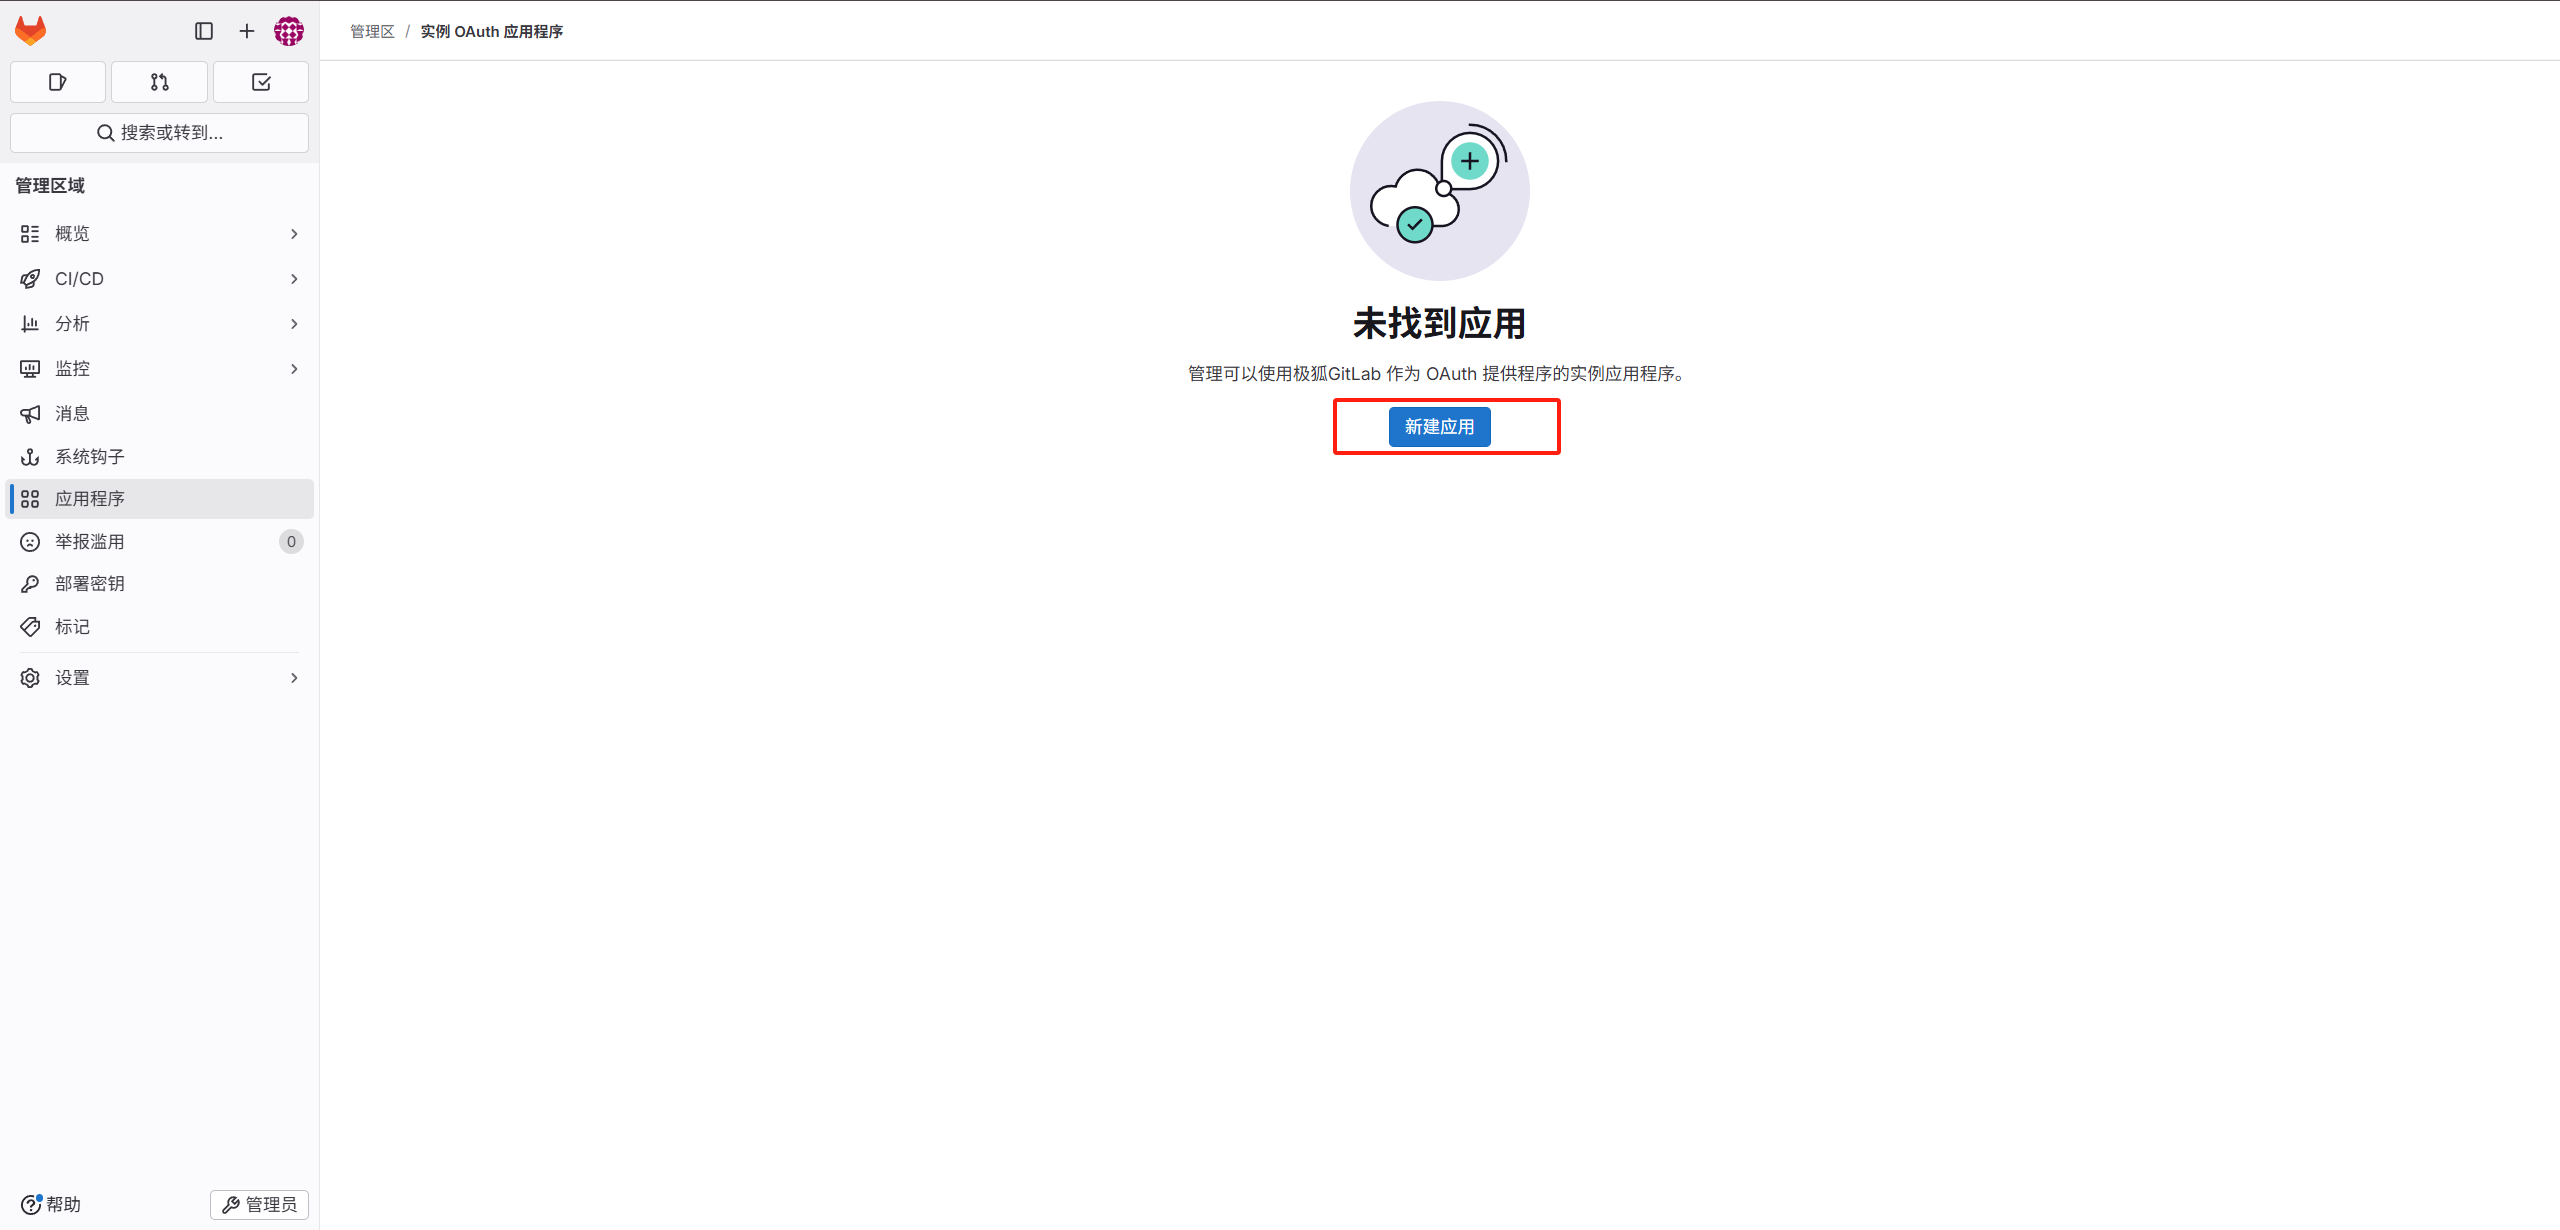 管理区 / 实例 OAuth 应用程序
搜索或转到...
管理区域
概览
CI/CD
分析
监控
消息
系统钩子
应用程序
举报滥用 0
部署密钥
标记
设置
帮助
管理员
未找到应用
管理可以使用极狐GitLab 作为 OAuth 提供程序的实例应用程序。
新建应用